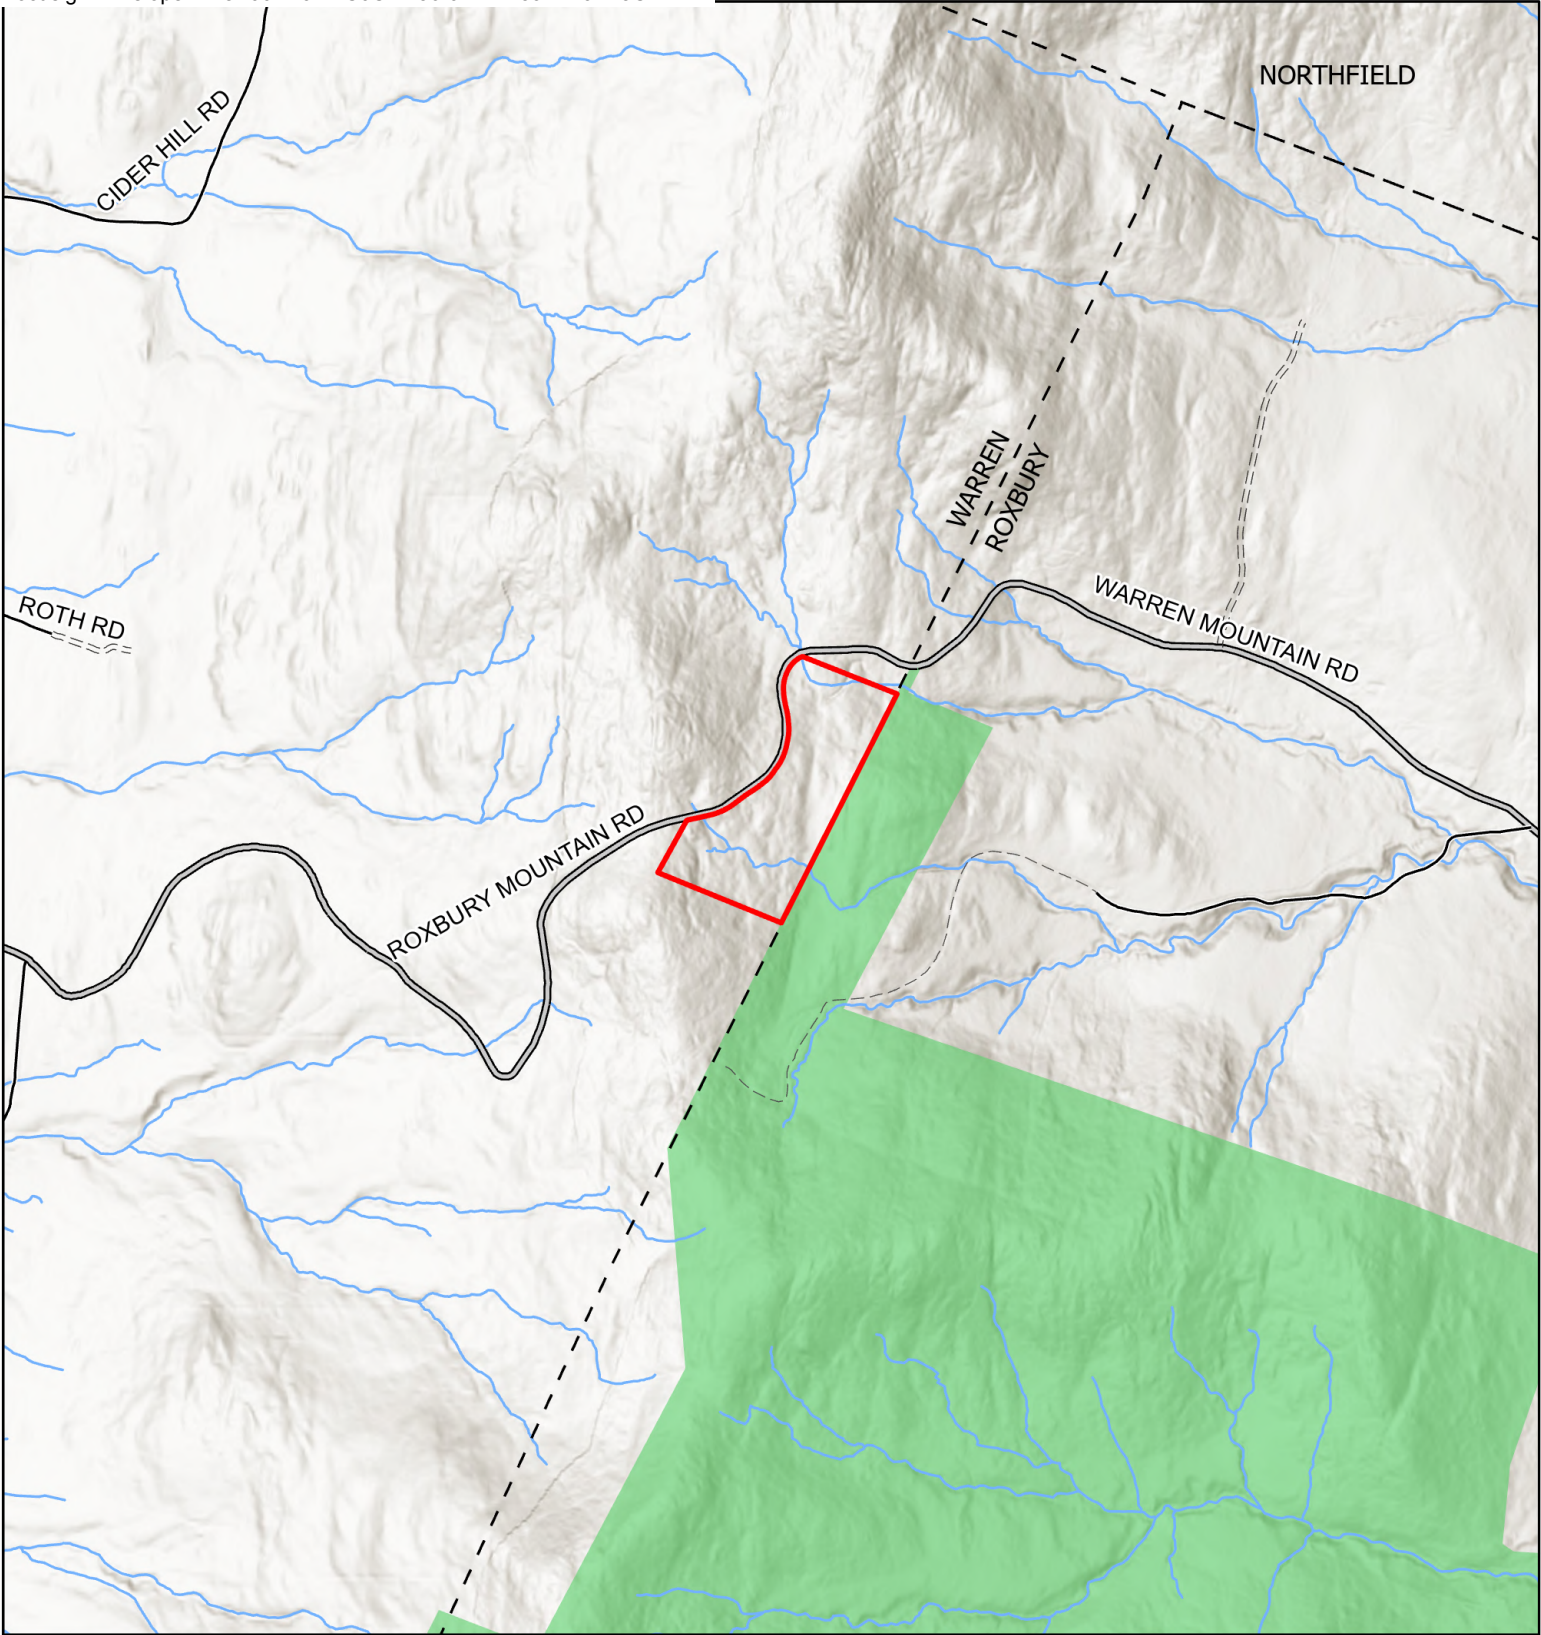 NORTHFIELD
CIDER HILL RD
WARREN
ROXBURY
WARREN MOUNTAIN RD
ROTH RD
ROXBURY MOUNTAIN RD